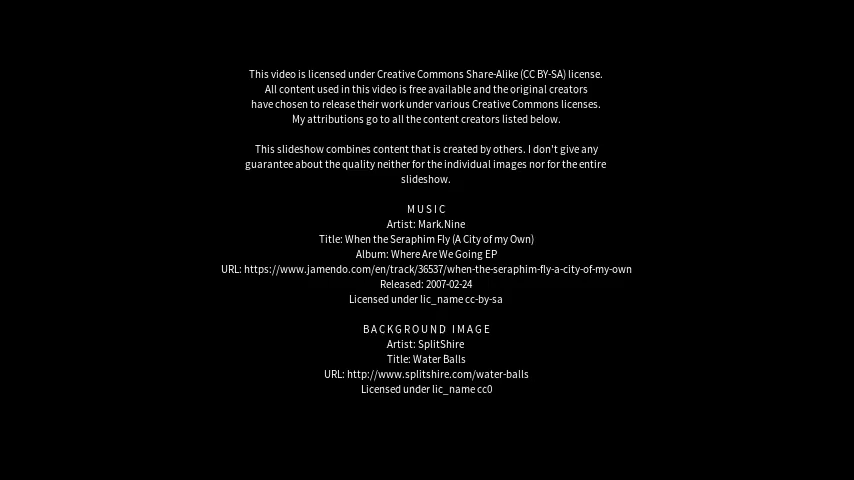 This video is licensed under Creative Commons Share-Alike (CC BY-SA) license.
All content used in this video is free available and the original creators
have chosen to release their work under various Creative Commons licenses.
My attributions go to all the content creators listed below.
This slideshow combines content that is created by others. I don't give any
guarantee about the quality neither for the individual images nor for the entire
slideshow.
MUSIC
Artist: Mark.Nine
Title: When the Seraphim Fly (A City of my Own)
Album: Where Are We Going EP
URL: https://www.jamendo.com/en/track/36537/when-the-seraphim-fly-a-city-of-my-own
Released: 2007-02-24
Licensed under lic_name cc-by-sa
BACKGROUND IMAGE
Artist: SplitShire
Title: Water Balls
URL: http://www.splitshire.com/water-balls
Licensed under lic_name cc0